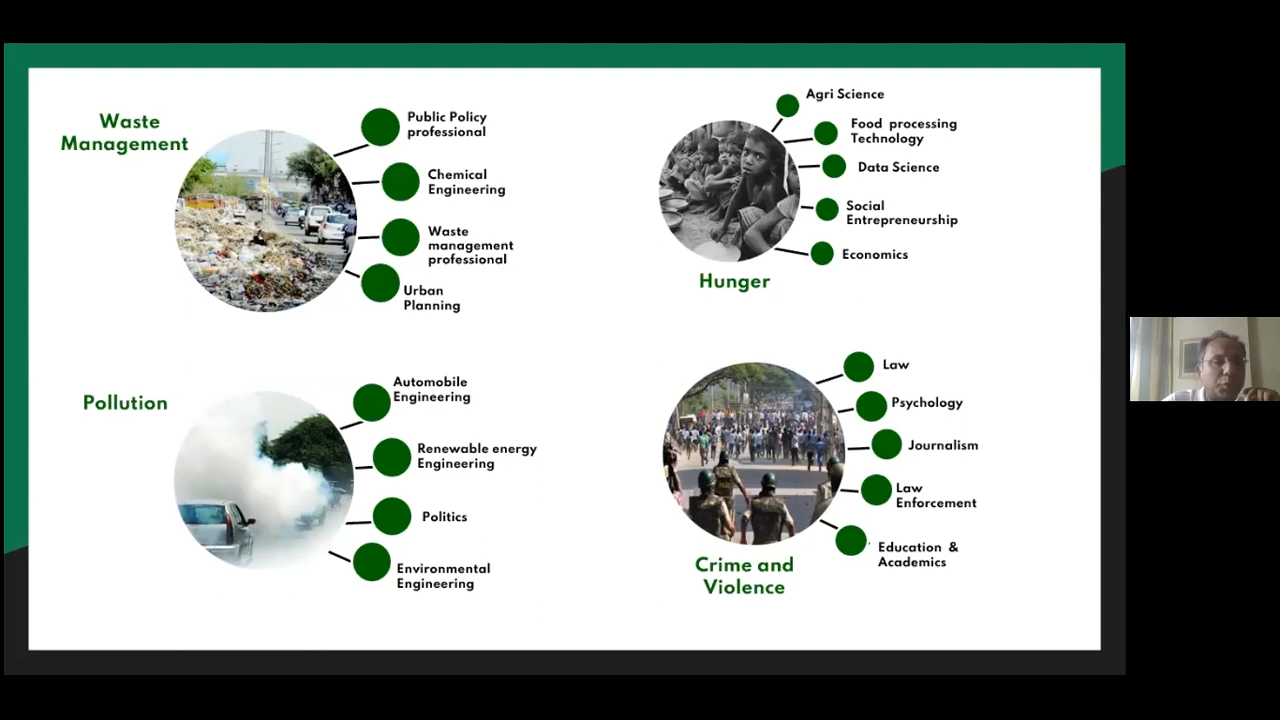 Waste
Management
Public Policy
professional
Chemical
Engineering
Waste
management
professional
Urban
Planning
Agri Science
Food processing
Technology
Data Science
Social
Entrepreneurship
Economics
Hunger
Pollution
Automobile
Engineering
Renewable energy
Engineering
Politics
Environmental
Engineering
Law
Psychology
Journalism
Law
Enforcement
Education &
Academics
Crime and
Violence